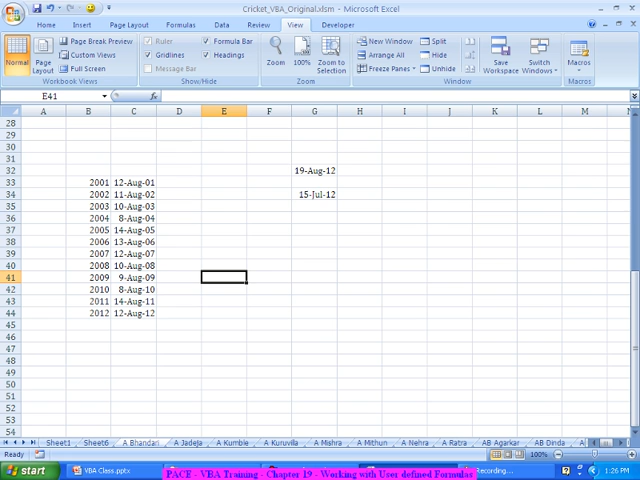 Cricket_VBA_Original.xlsm - Microsoft Excel
Home Insert Page Layout Formulas Data Review View Developer
Normal Page Layout Page Break Preview Custom Views Full Screen
Workbook Views
Ruler Formula Bar
Gridlines Headings
Message Bar
Show/Hide
Zoom 100% Zoom to Selection
Zoom
New Window Split
Arrange All Hide
Freeze Panes Unhide
Save Workspace Switch Windows
Window
Macros
Macros
E41 fx
A B C D E F G H I J K L M N
28
29
30
31
32 19-Aug-12
33 2001 12-Aug-01
34 2002 11-Aug-02 15-Jul-12
35 2003 10-Aug-03
36 2004 8-Aug-04
37 2005 14-Aug-05
38 2006 13-Aug-06
39 2007 12-Aug-07
40 2008 10-Aug-08
41 2009 9-Aug-09
42 2010 8-Aug-10
43 2011 14-Aug-11
44 2012 12-Aug-12
45
46
47
48
49
50
51
52
53
54
Sheet1 Sheet6 A Bhandari A Jadeja A Kumble A Kuruvilla A Mishra A Mithun A Nehra A Ratra AB Agarkar AB Dinda
Ready 100%
start VBA Class.pptx Recording... 1:26 PM
PACE - VBA Training - Chapter 19 - Working with User defined Formulas